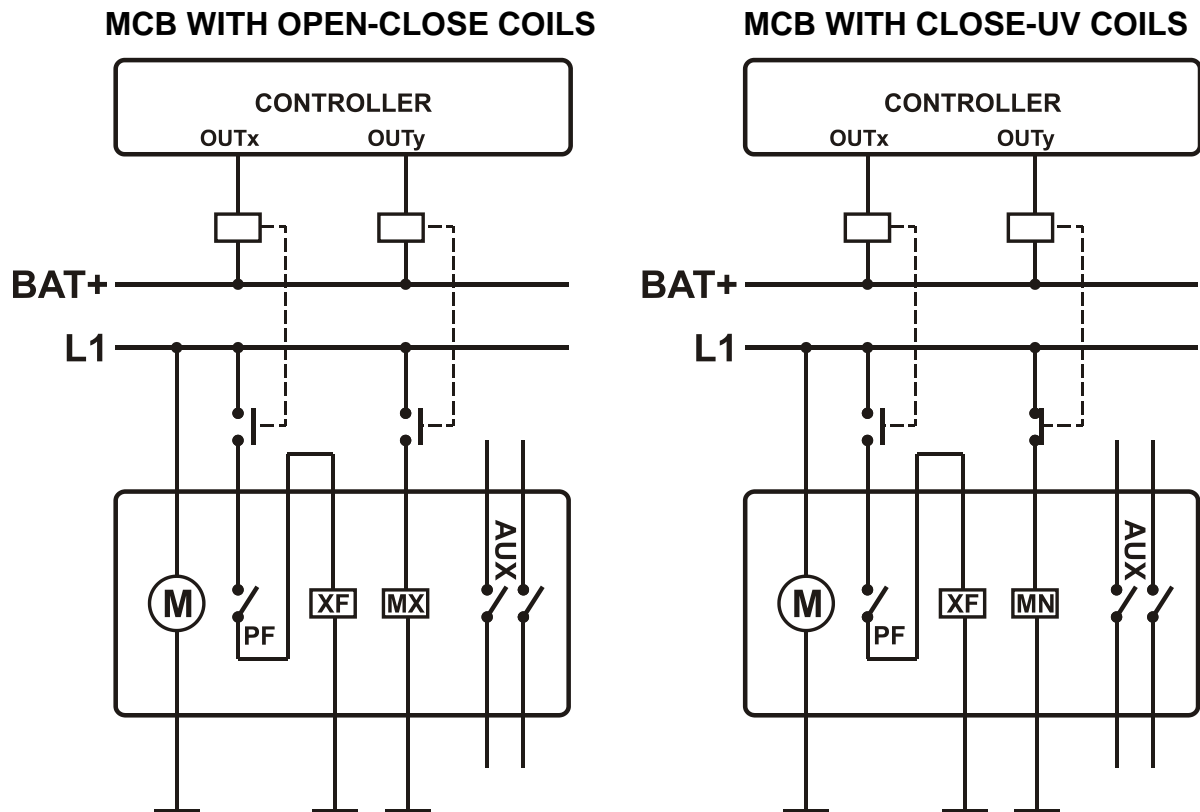 MCB WITH OPEN-CLOSE COILS
CONTROLLER
OUTx OUTy
BAT+
L1
AUX
M
PF
XF
MX
MCB WITH CLOSE-UV COILS
CONTROLLER
OUTx OUTy
BAT+
L1
AUX
M
PF
XF
MN